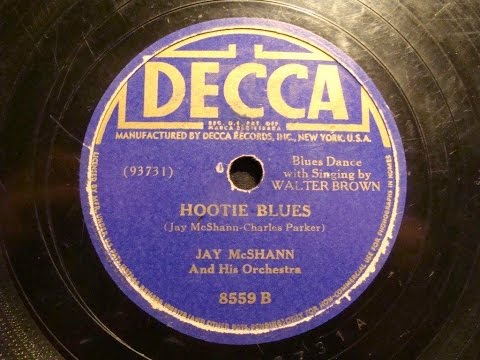 DECCA
REG. U.S. PAT. OFF.
MARCA REGISTRADA
MANUFACTURED BY DECCA RECORDS, INC., NEW YORK, U.S.A.
(93731)
Blues Dance
with Singing by
WALTER BROWN
HOOTIE BLUES
(Jay McShann-Charles Parker)
JAY McSHANN
And His Orchestra
8559 B